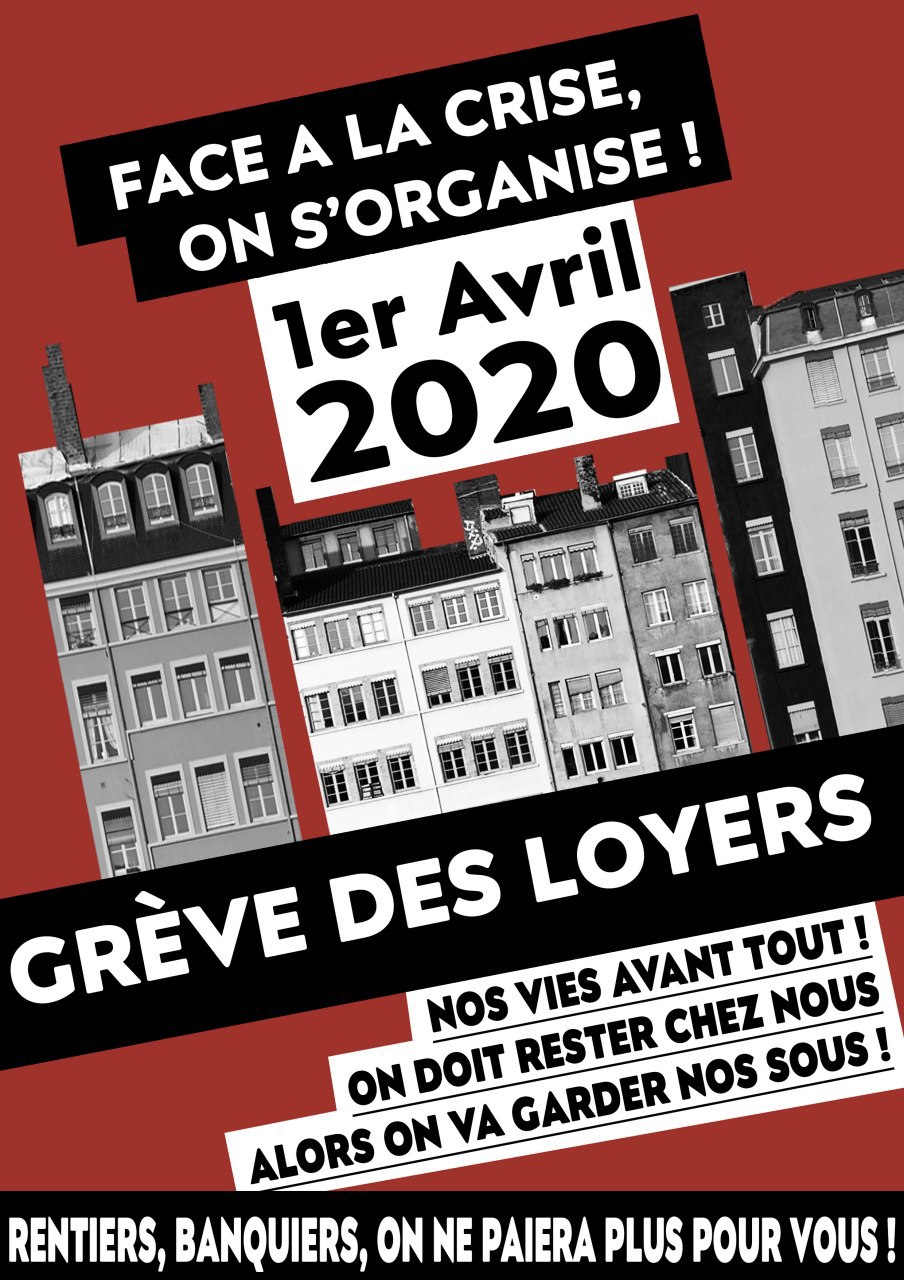 FACE A LA CRISE,
ON S'ORGANISE !
1er Avril
2020
GRÈVE DES LOYERS
NOS VIES AVANT TOUT !
ON DOIT RESTER CHEZ NOUS
ALORS ON VA GARDER NOS SOUS !
RENTIERS, BANQUIERS, ON NE PAIERA PLUS POUR VOUS !